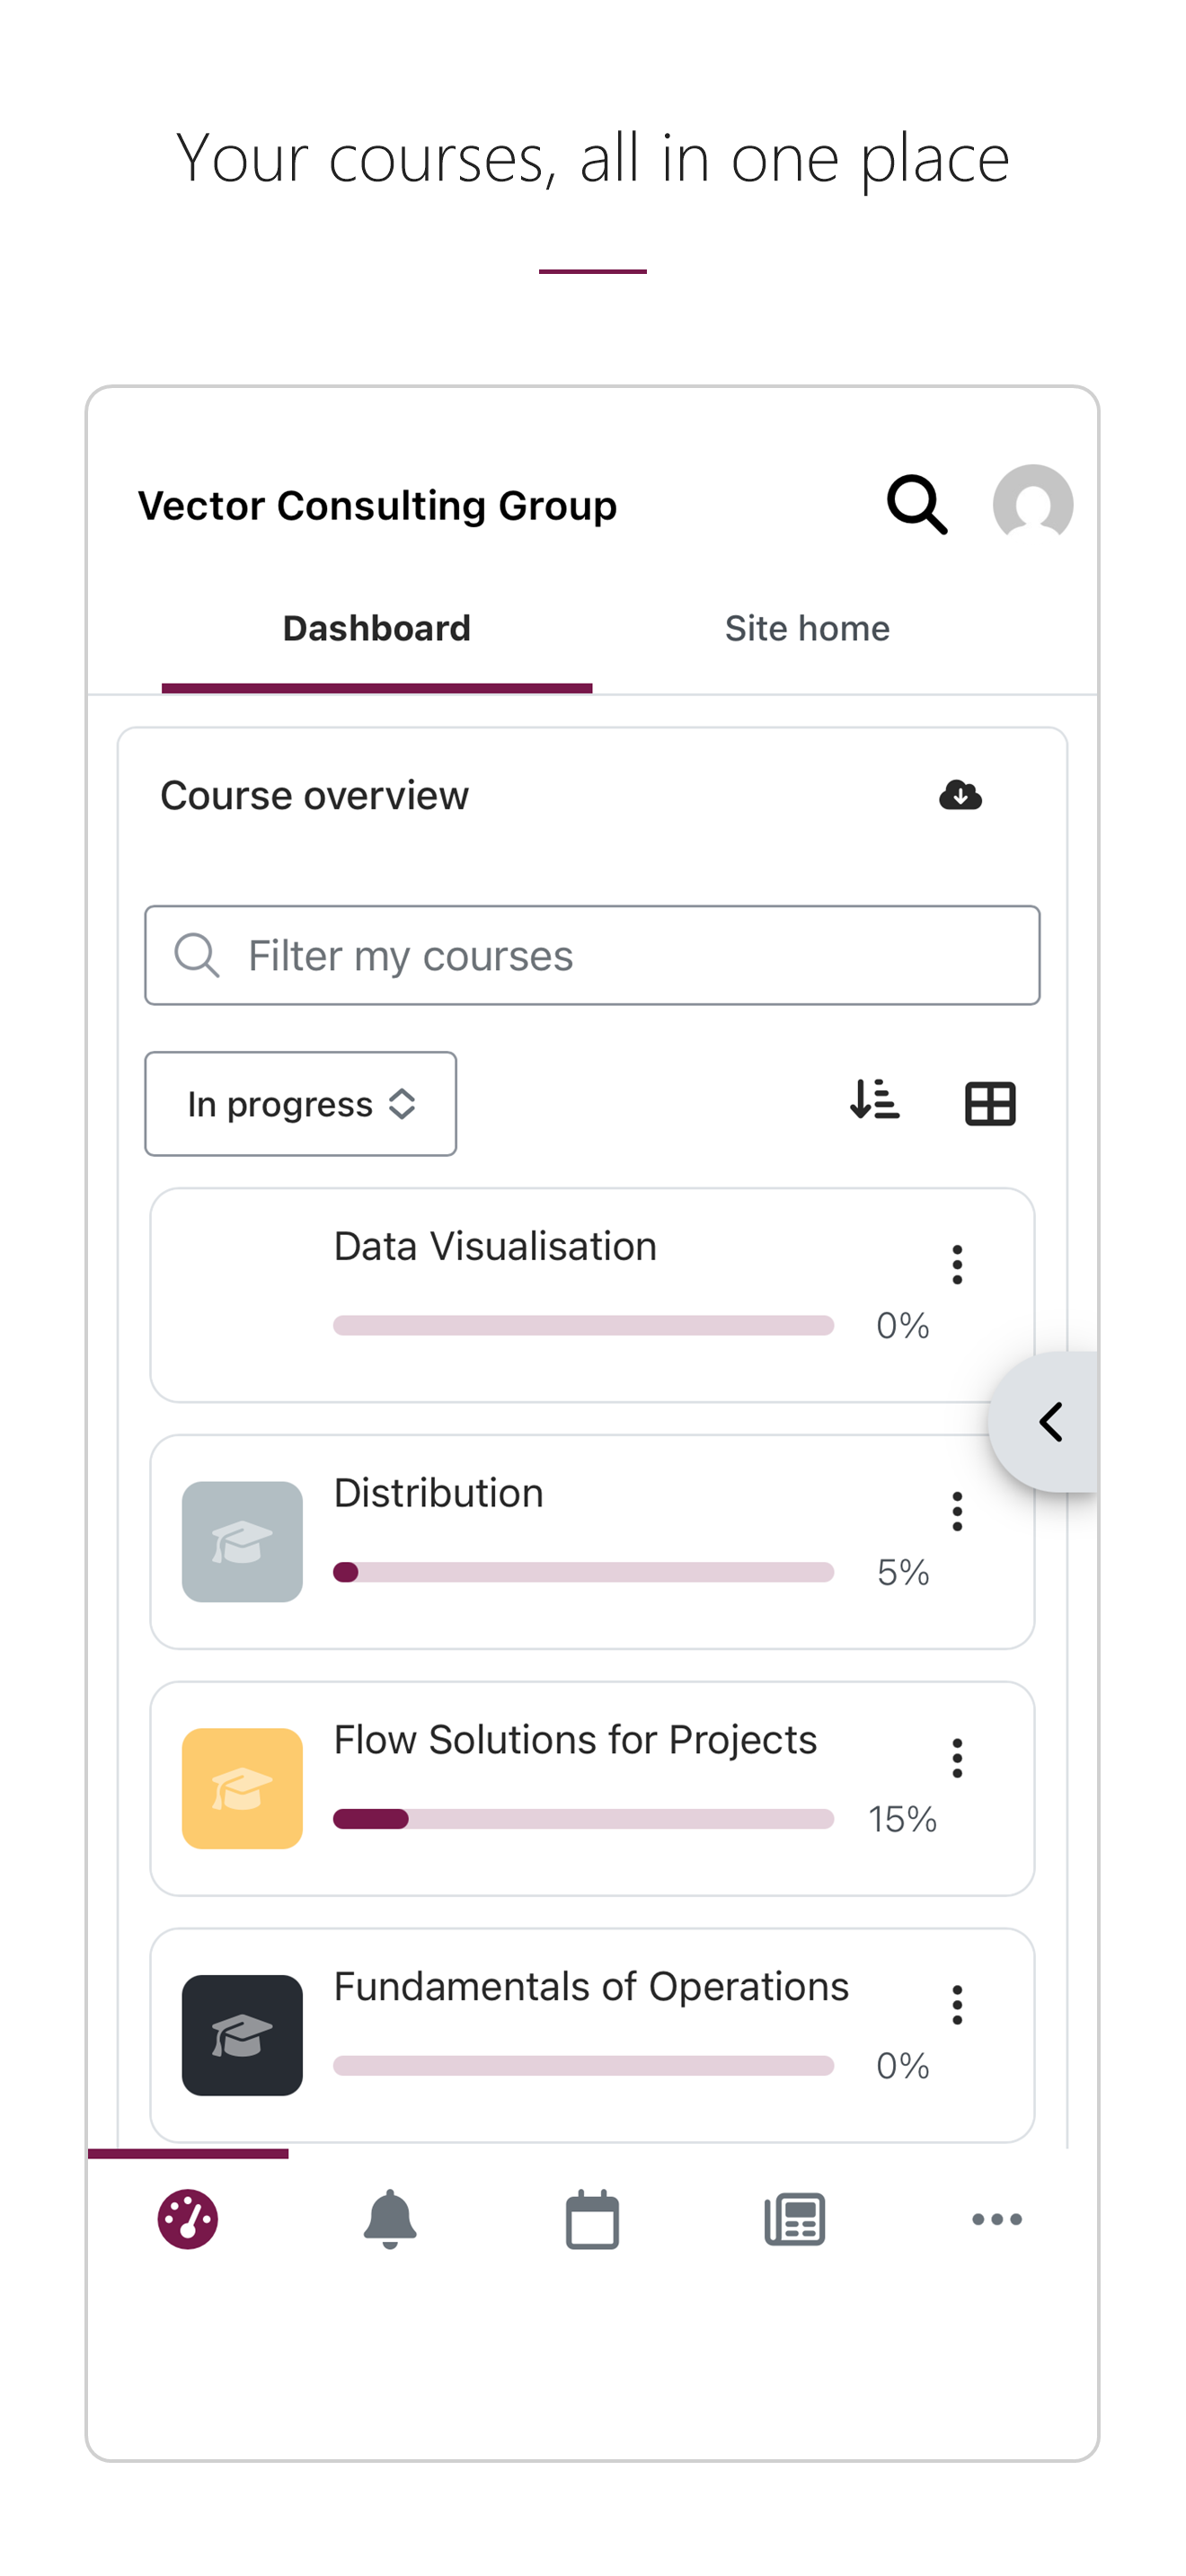 Your courses, all in one place
Vector Consulting Group
Dashboard
Site home
Course overview
Filter my courses
In progress
Data Visualisation
0%
Distribution
5%
Flow Solutions for Projects
15%
Fundamentals of Operations
0%